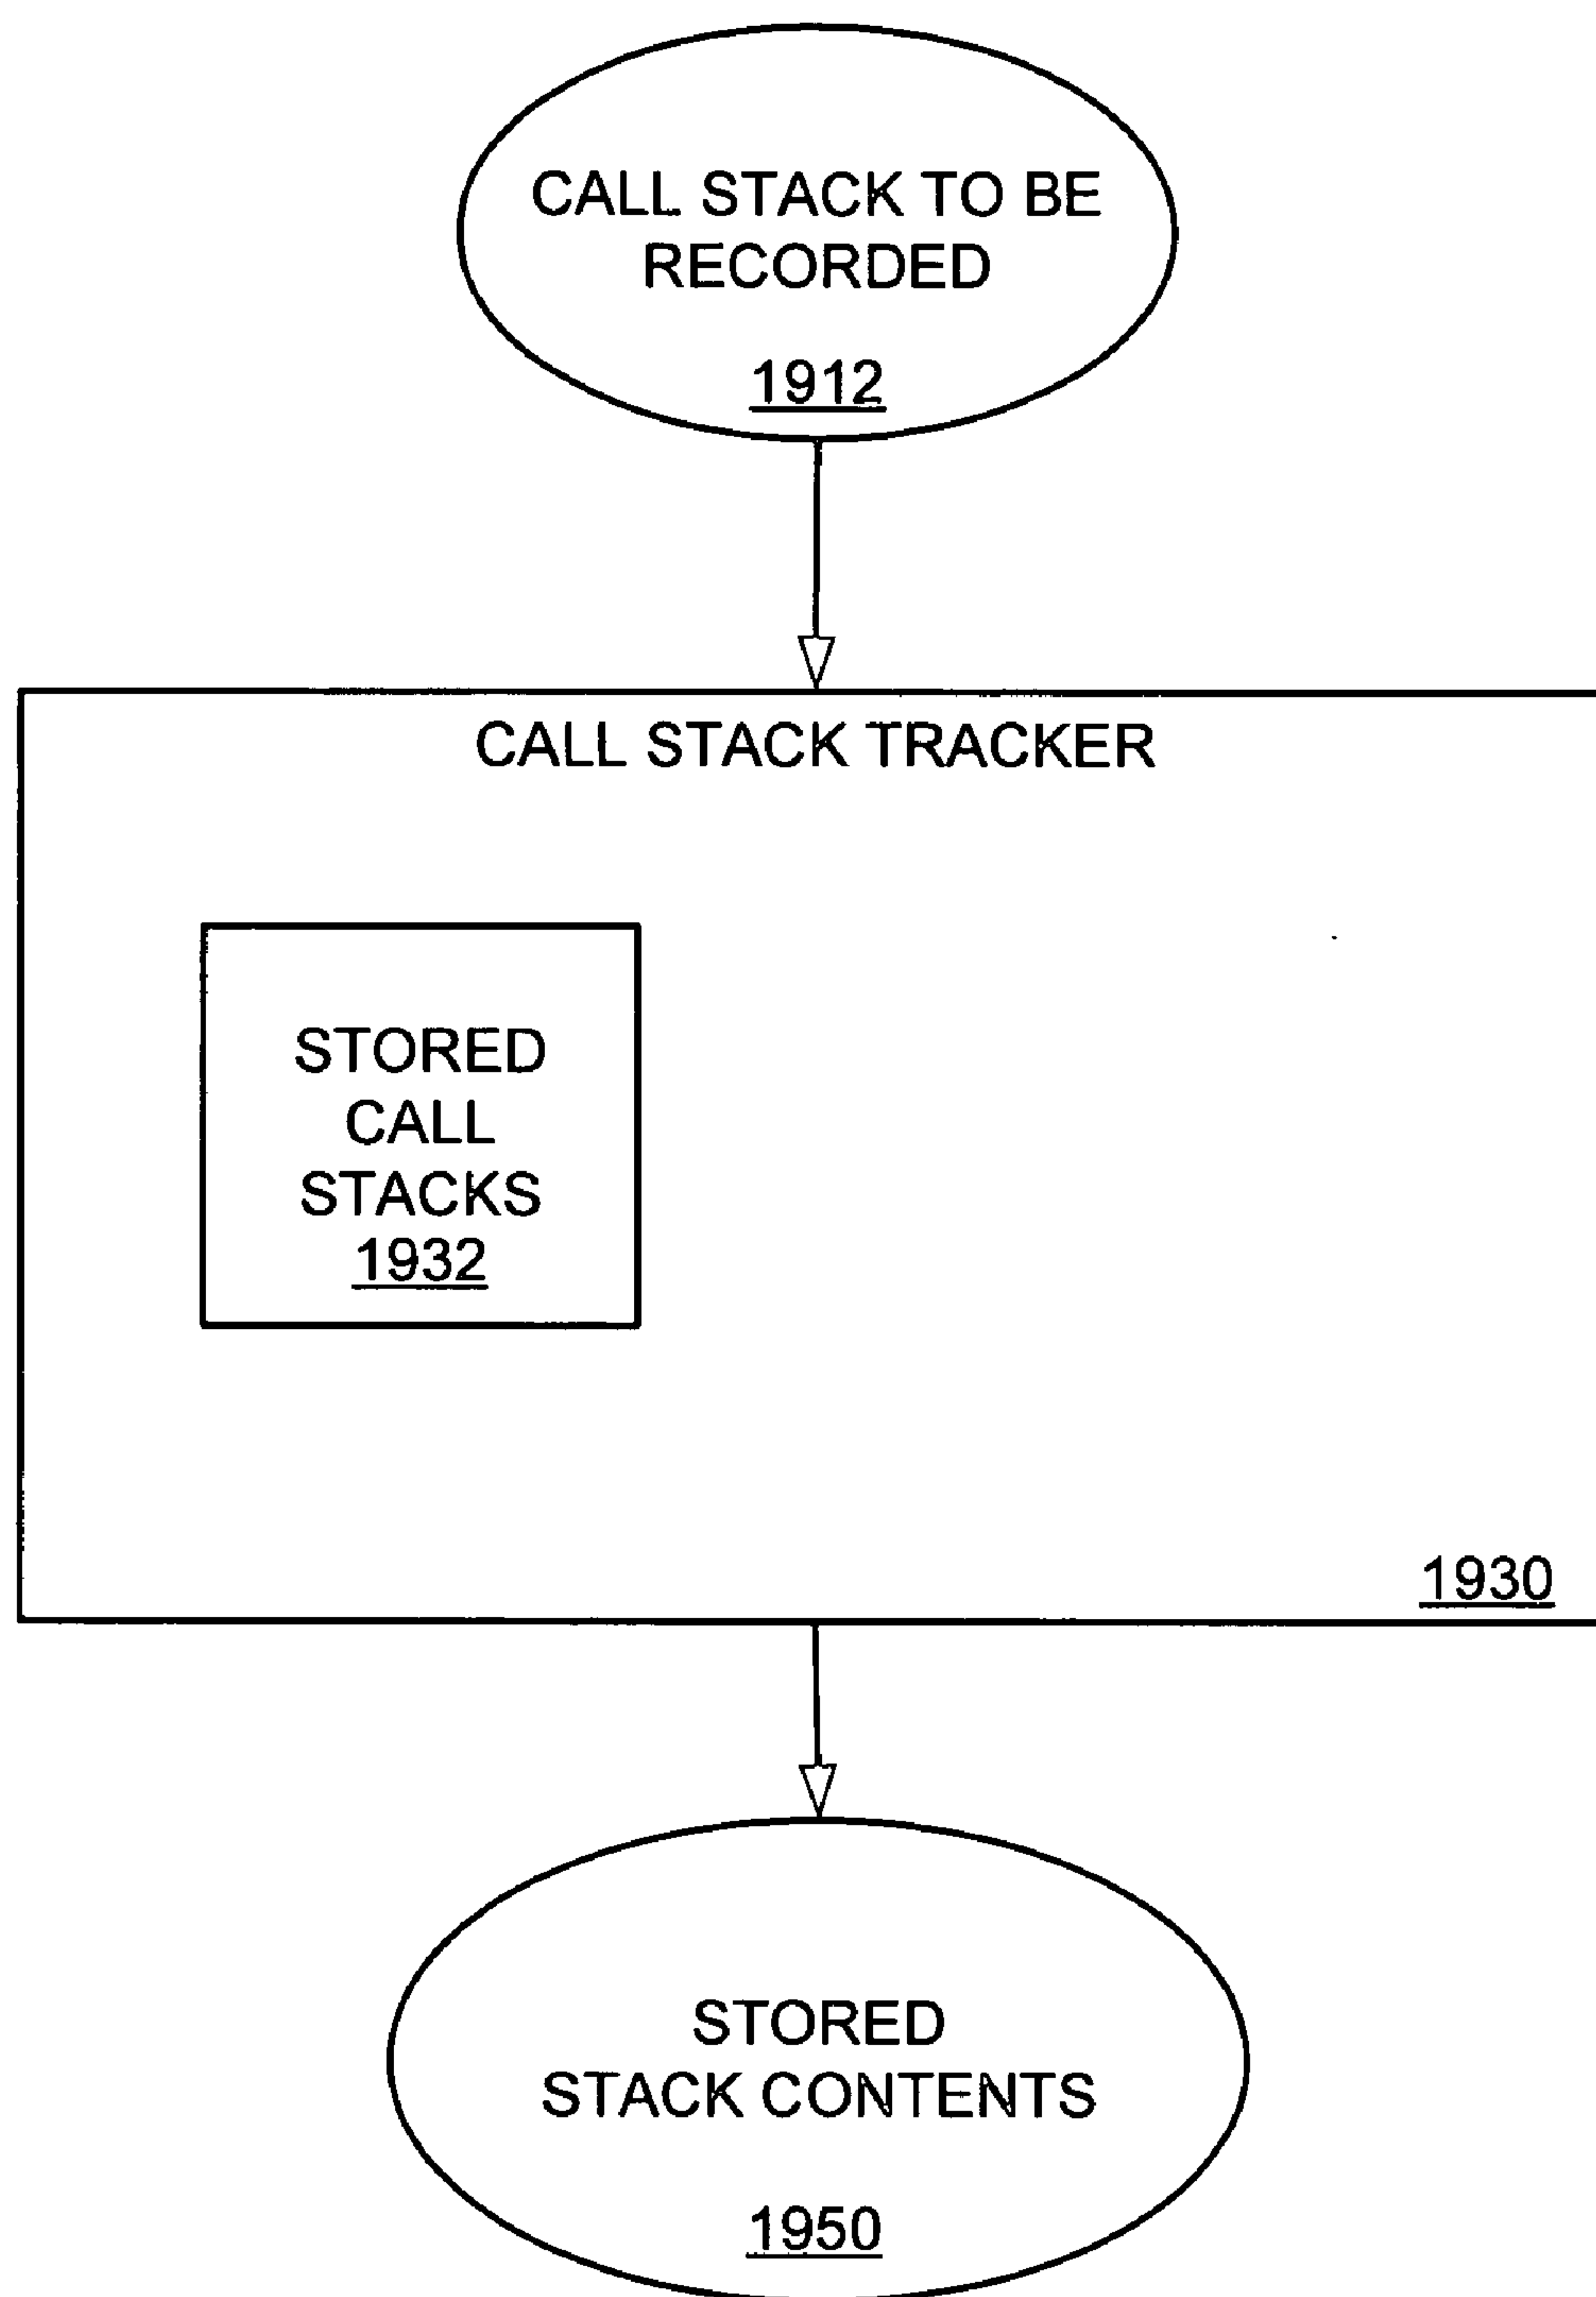 CALL STACK TO BE
RECORDED
1912
CALL STACK TRACKER
STORED
CALL
STACKS
1932
1930
STORED
STACK CONTENTS
1950